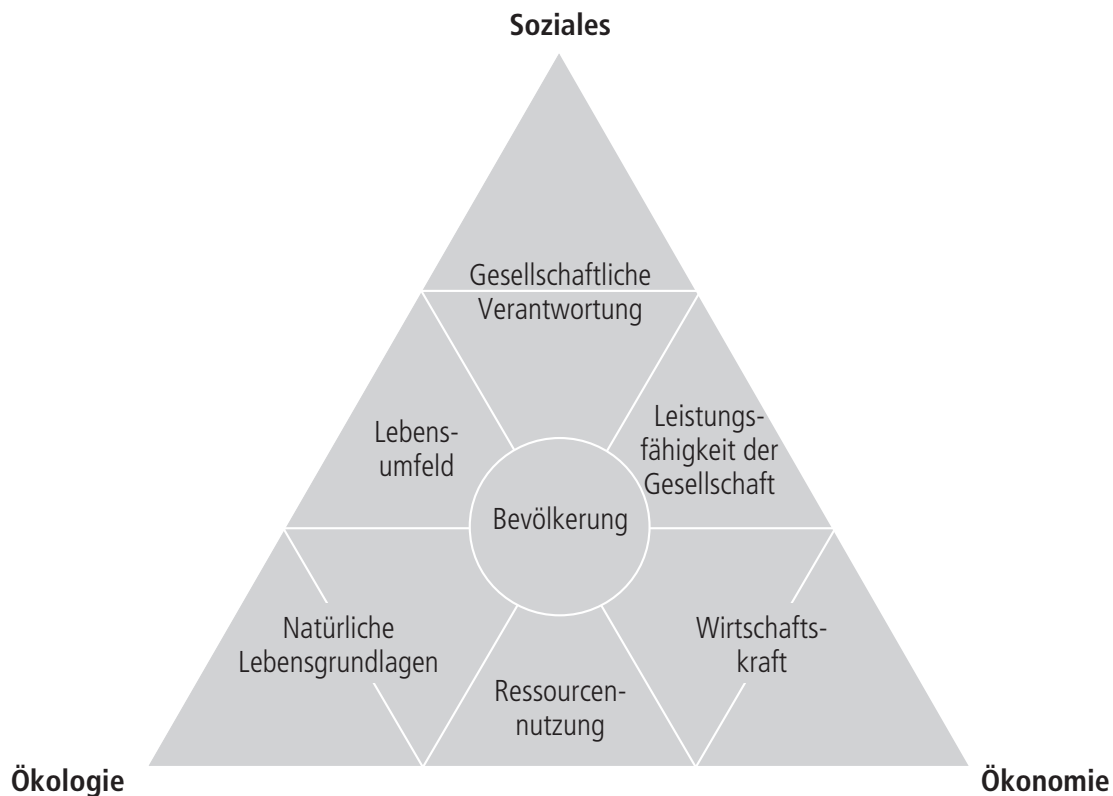 Soziales
Gesellschaftliche
Verantwortung
Lebens-
umfeld
Leistungs-
fähigkeit der
Gesellschaft
Bevölkerung
Natürliche
Lebensgrundlagen
Wirtschafts-
kraft
Ressourcen-
nutzung
Ökologie
Ökonomie